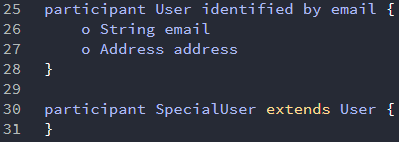 25 participant User identified by email {
26     o String email
27     o Address address
28 }
29
30 participant SpecialUser extends User {
31 }